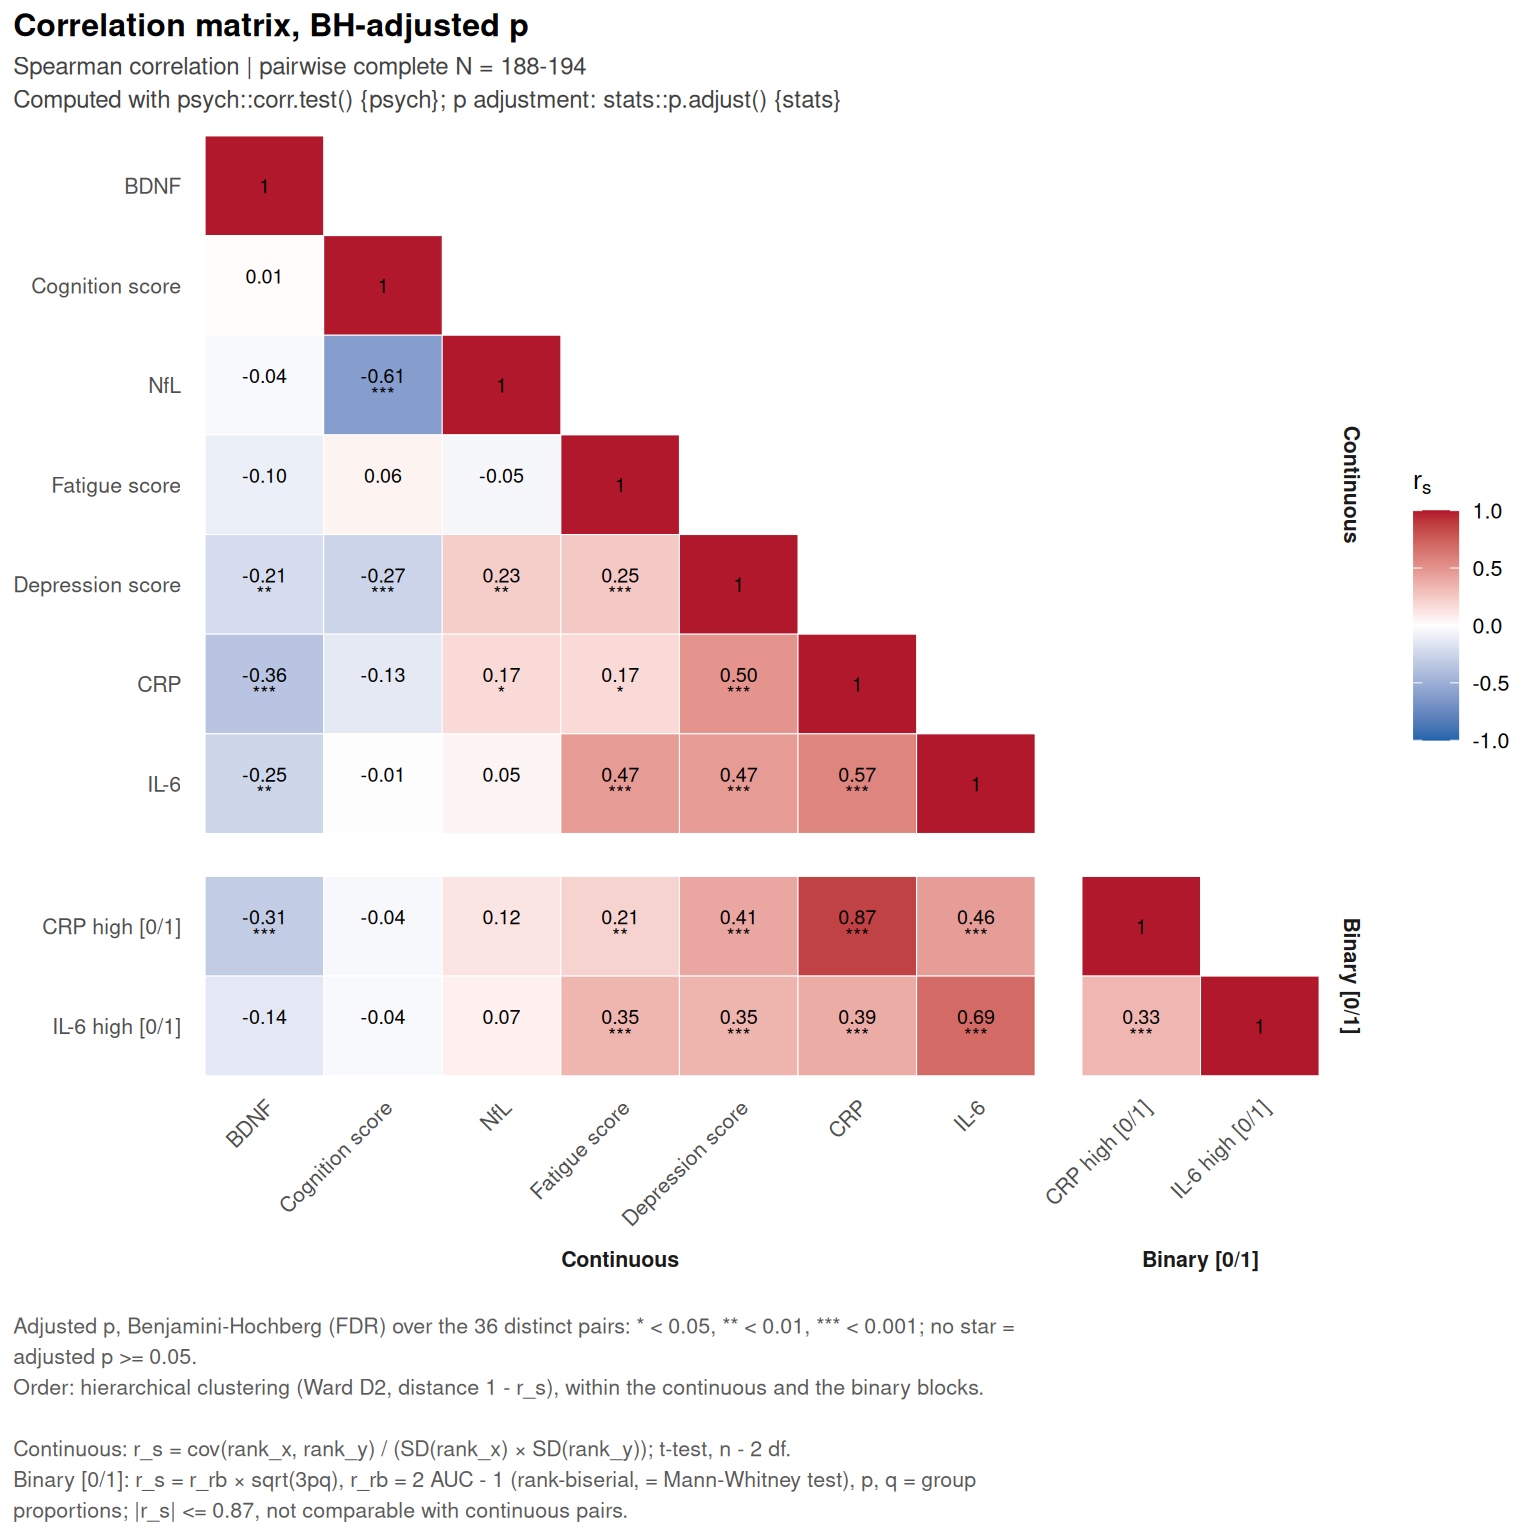 Correlation matrix, BH-adjusted p
Spearman correlation | pairwise complete N = 188-194
Computed with psych::corr.test() {psych}; p adjustment: stats::p.adjust() {stats}
BDNF
1
Cognition score
0.01
1
NfL
-0.04
-0.61
***
1
Fatigue score
-0.10
0.06
-0.05
1
Depression score
-0.21
**
-0.27
***
0.23
**
0.25
***
1
CRP
-0.36
***
-0.13
0.17
*
0.17
*
0.50
***
1
IL-6
-0.25
**
-0.01
0.05
0.47
***
0.47
***
0.57
***
1
Continuous
CRP high [0/1]
-0.31
***
-0.04
0.12
0.21
**
0.41
***
0.87
***
0.46
***
1
IL-6 high [0/1]
-0.14
-0.04
0.07
0.35
***
0.35
***
0.39
***
0.69
***
0.33
***
1
Binary [0/1]
r_s
1.0
0.5
0.0
-0.5
-1.0
BDNF
Cognition score
NfL
Fatigue score
Depression score
CRP
IL-6
CRP high [0/1]
IL-6 high [0/1]
Continuous
Binary [0/1]
Adjusted p, Benjamini-Hochberg (FDR) over the 36 distinct pairs: * < 0.05, ** < 0.01, *** < 0.001; no star =
adjusted p >= 0.05.
Order: hierarchical clustering (Ward D2, distance 1 - r_s), within the continuous and the binary blocks.
Continuous: r_s = cov(rank_x, rank_y) / (SD(rank_x) × SD(rank_y)); t-test, n - 2 df.
Binary [0/1]: r_s = r_rb × sqrt(3pq), r_rb = 2 AUC - 1 (rank-biserial, = Mann-Whitney test), p, q = group
proportions; |r_s| <= 0.87, not comparable with continuous pairs.